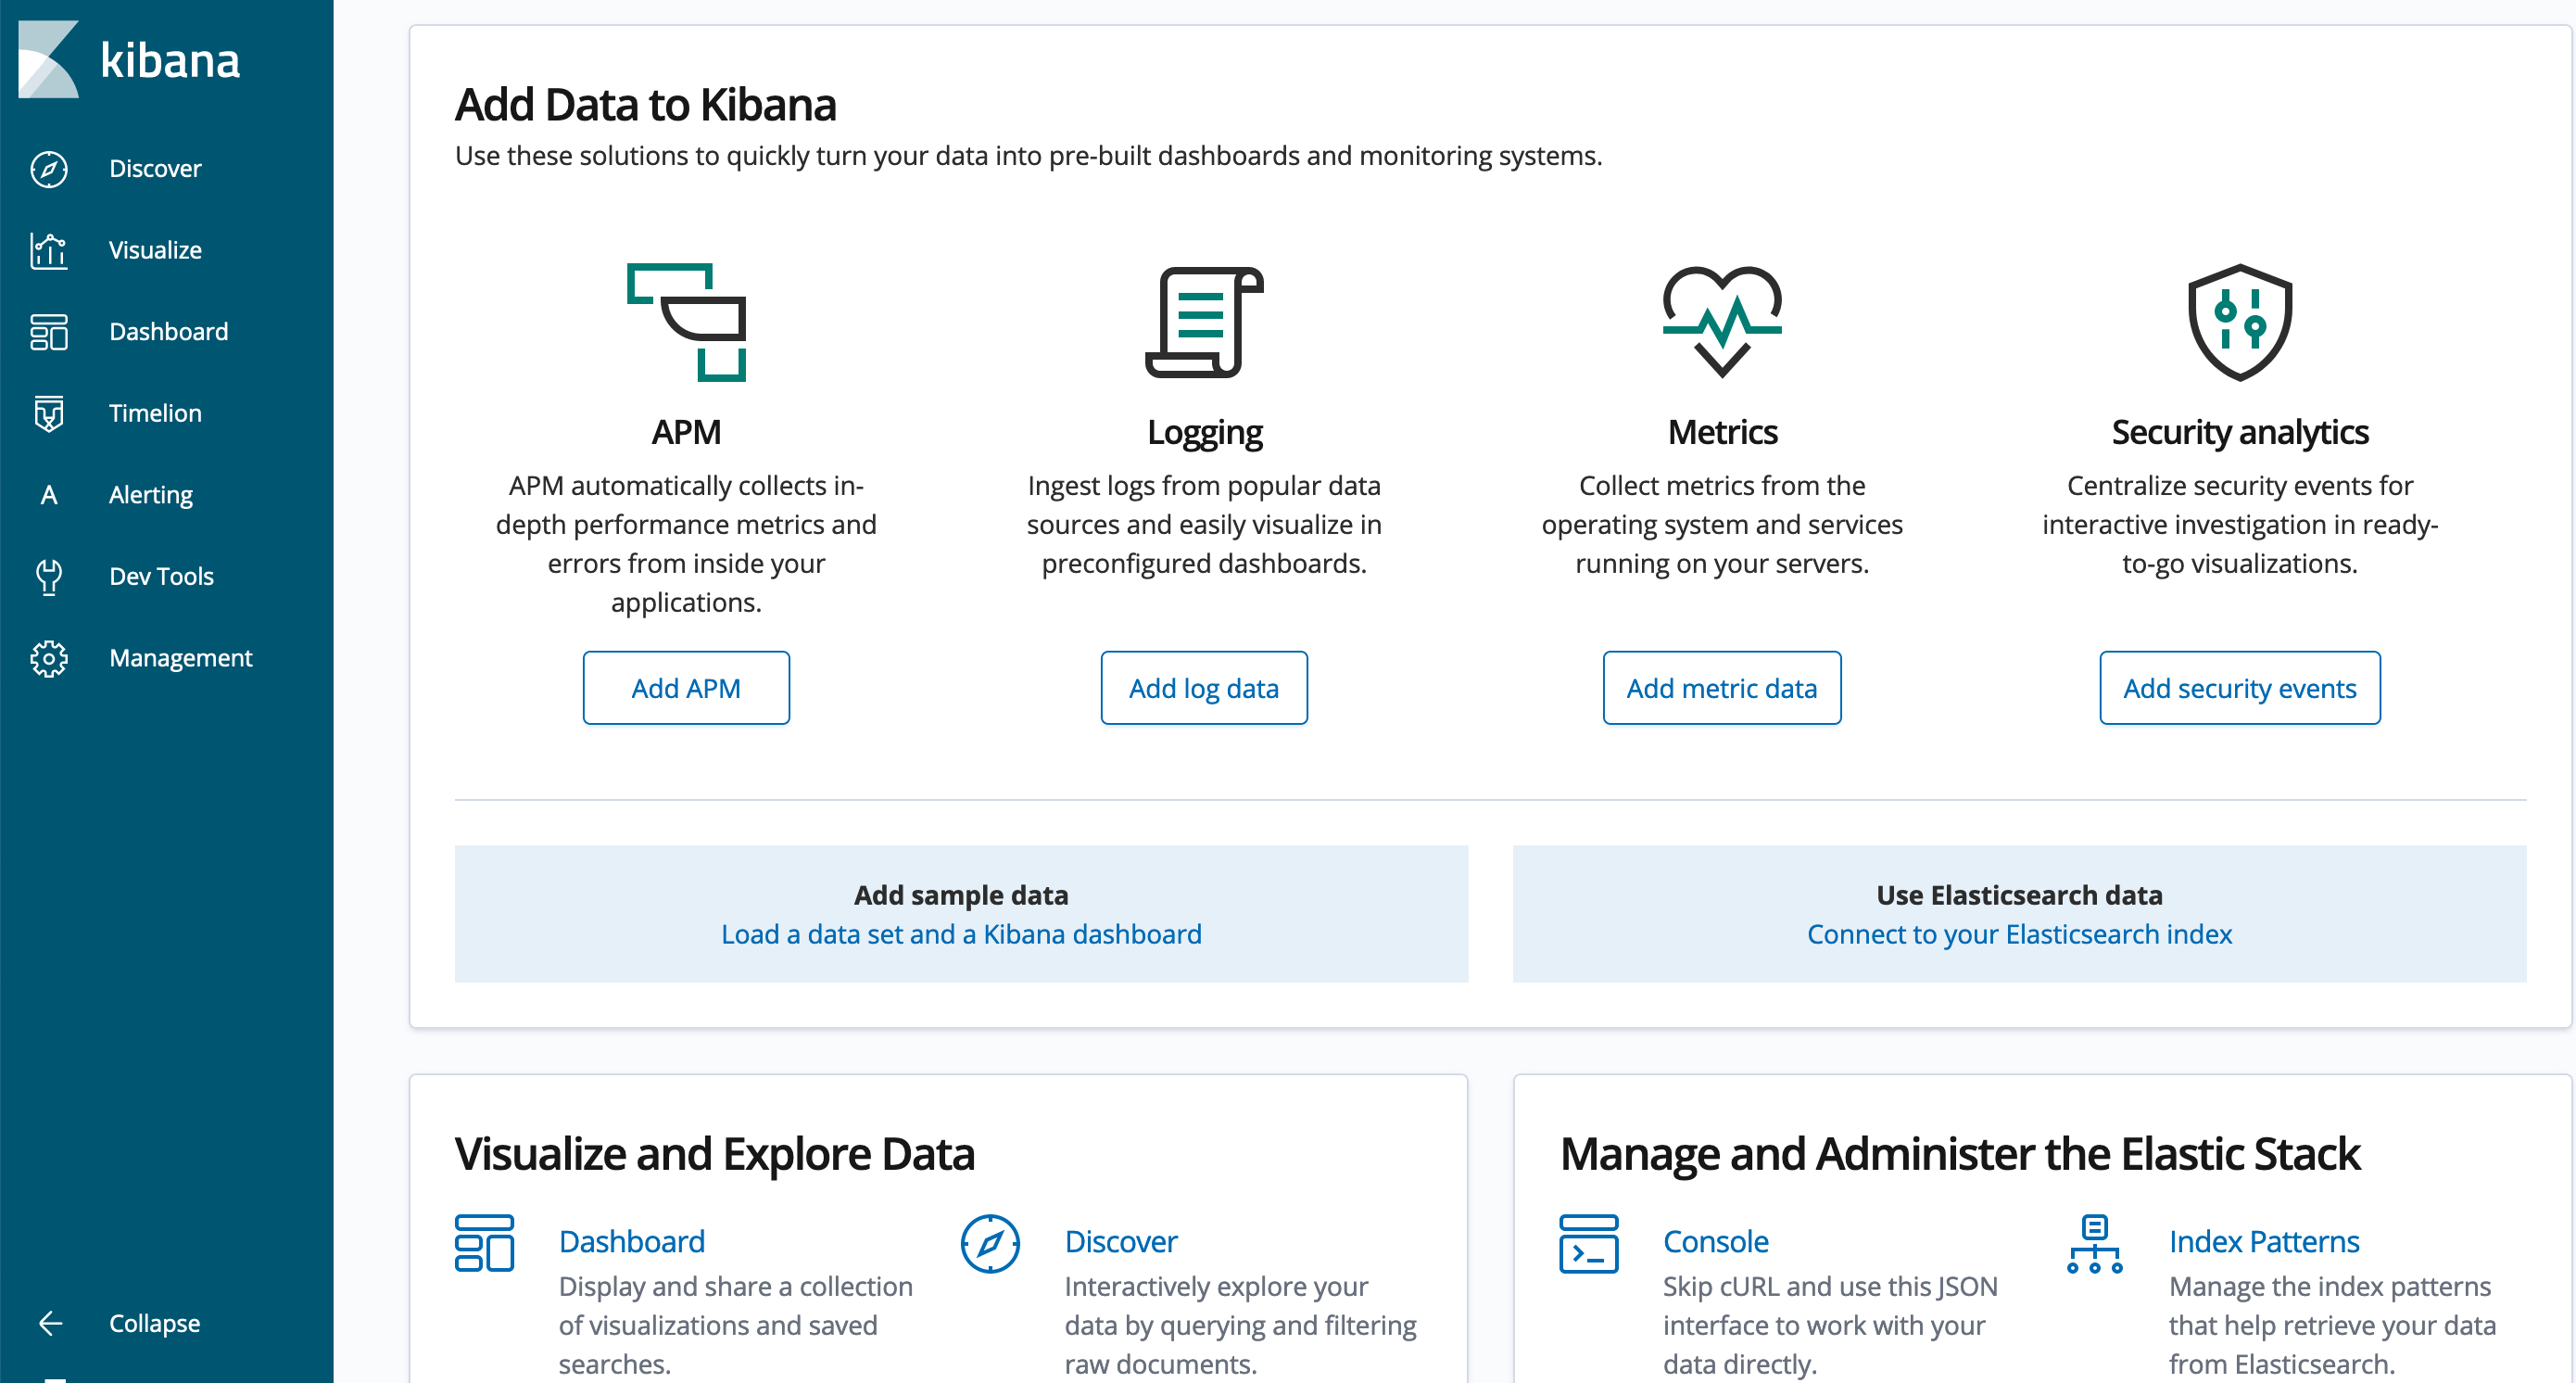 kibana
Discover
Visualize
Dashboard
Timelion
A Alerting
Dev Tools
Management
Collapse
Add Data to Kibana
Use these solutions to quickly turn your data into pre-built dashboards and monitoring systems.
APM
APM automatically collects in-
depth performance metrics and
errors from inside your
applications.
Add APM
Logging
Ingest logs from popular data
sources and easily visualize in
preconfigured dashboards.
Add log data
Metrics
Collect metrics from the
operating system and services
running on your servers.
Add metric data
Security analytics
Centralize security events for
interactive investigation in ready-
to-go visualizations.
Add security events
Add sample data
Load a data set and a Kibana dashboard
Use Elasticsearch data
Connect to your Elasticsearch index
Visualize and Explore Data
Dashboard
Display and share a collection
of visualizations and saved
searches.
Discover
Interactively explore your
data by querying and filtering
raw documents.
Manage and Administer the Elastic Stack
Console
Skip cURL and use this JSON
interface to work with your
data directly.
Index Patterns
Manage the index patterns
that help retrieve your data
from Elasticsearch.